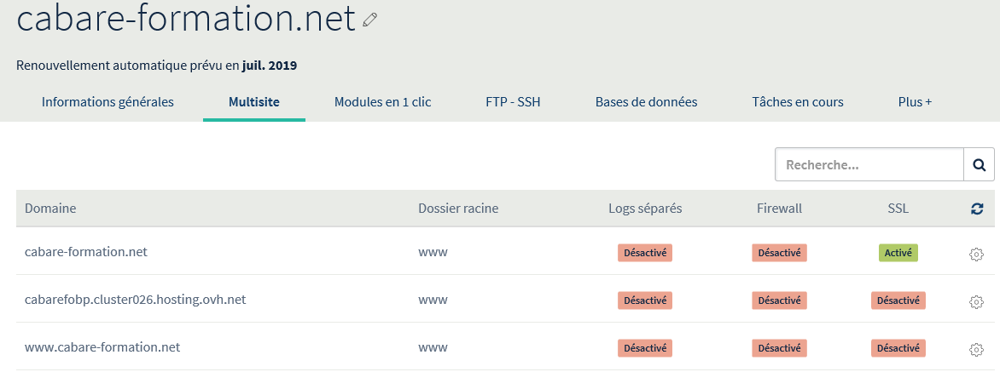 cabare-formation.net
Renouvellement automatique prévu en juil. 2019
Informations générales Multisite Modules en 1 clic FTP - SSH Bases de données Tâches en cours Plus +
Recherche...
Domaine Dossier racine Logs séparés Firewall SSL
cabare-formation.net www Désactivé Désactivé Activé
cabarefobp.cluster026.hosting.ovh.net www Désactivé Désactivé Désactivé
www.cabare-formation.net www Désactivé Désactivé Désactivé